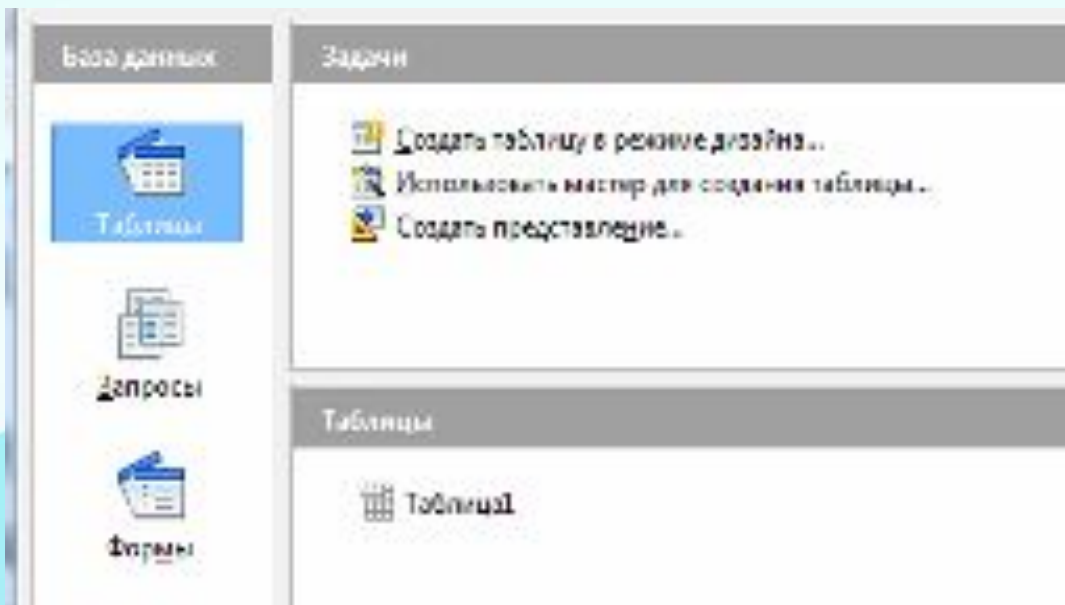 База данных
Задачи
Таблицы
Создать таблицу в режиме дизайна...
Использовать мастер для создания таблицы...
Создать представление...
Запросы
Формы
Таблицы
Таблица1